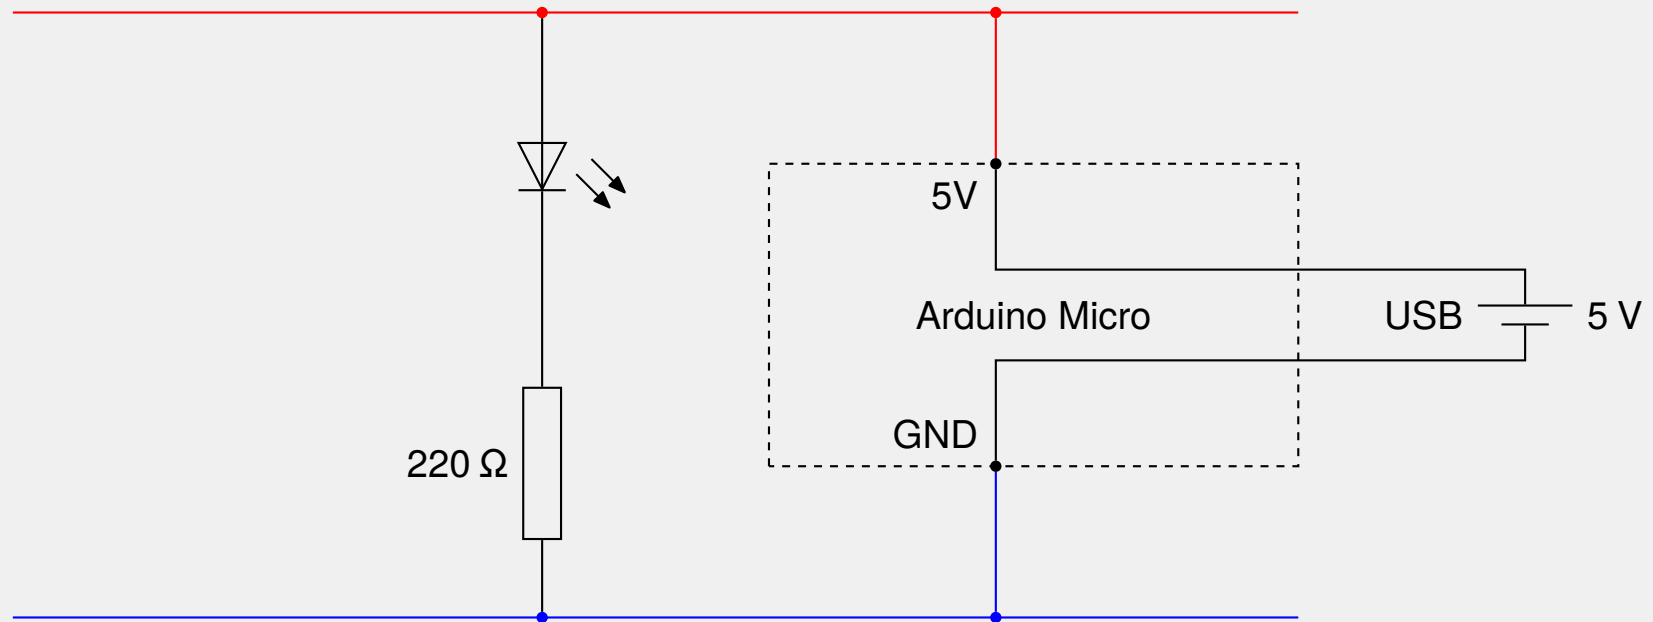 5V
Arduino Micro
USB
5 V
GND
220 Ω